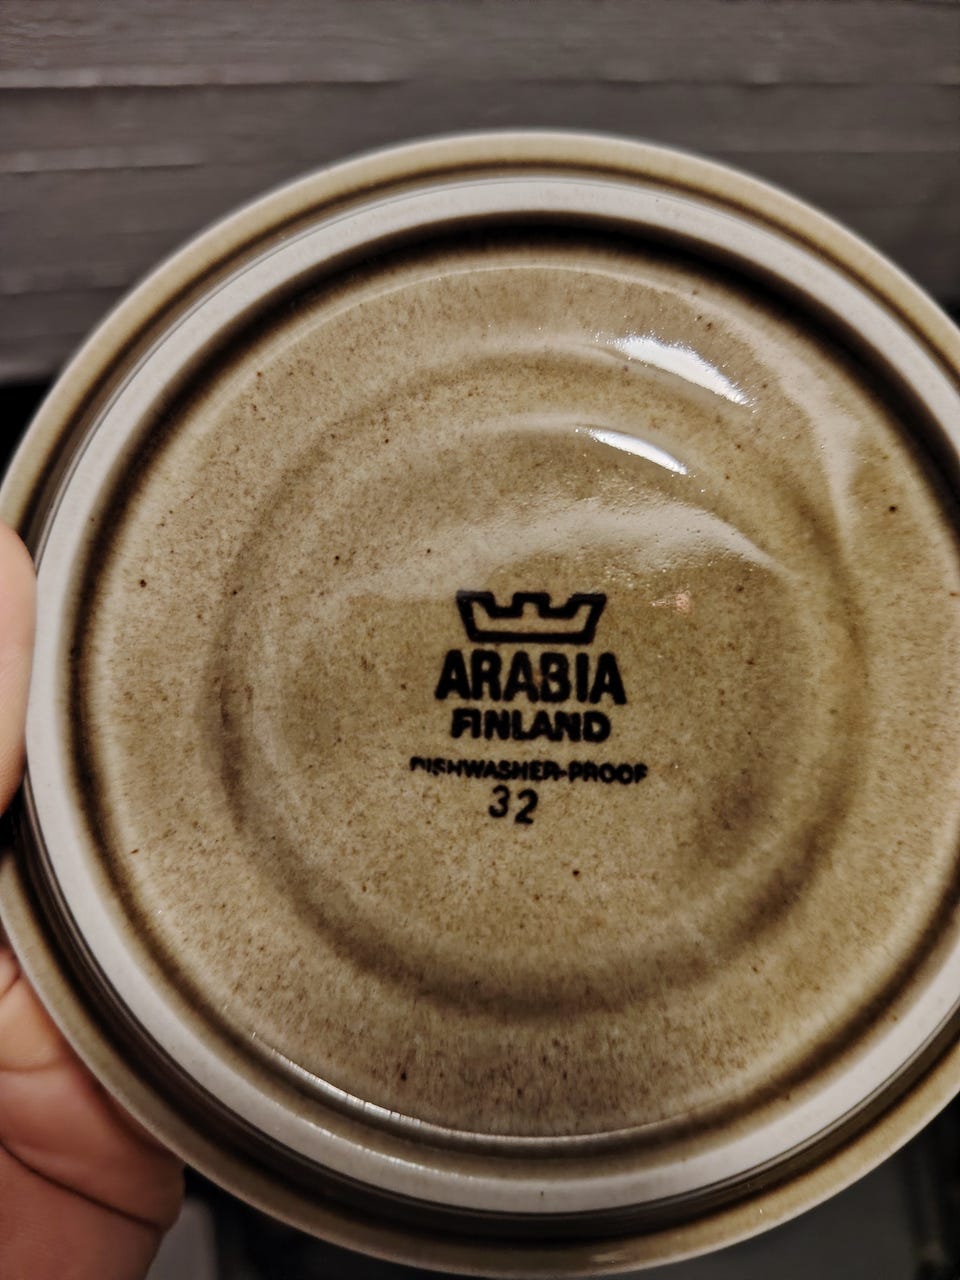 ARABIA
FINLAND
DISHWASHER-PROOF
32